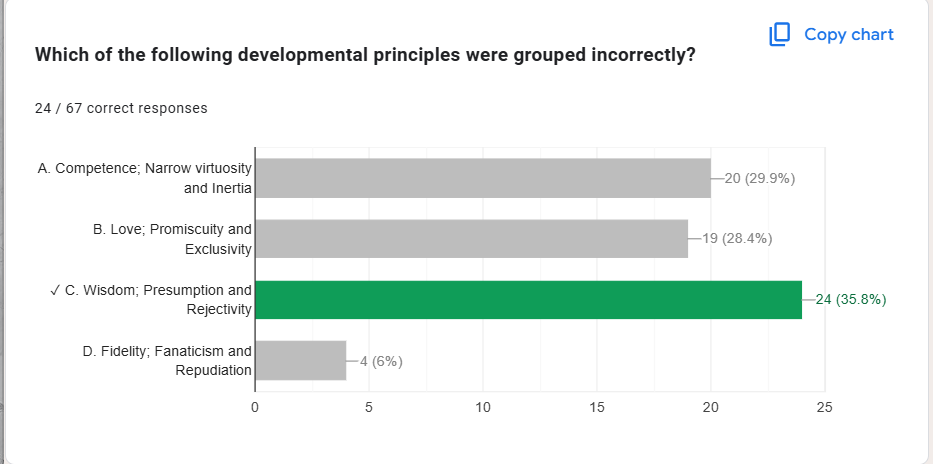 Copy chart
Which of the following developmental principles were grouped incorrectly?
24 / 67 correct responses
A. Competence; Narrow virtuosity
and Inertia
20 (29.9%)
B. Love; Promiscuity and
Exclusivity
19 (28.4%)
✓ C. Wisdom; Presumption and
Rejectivity
24 (35.8%)
D. Fidelity; Fanaticism and
Repudiation
4 (6%)
0 5 10 15 20 25